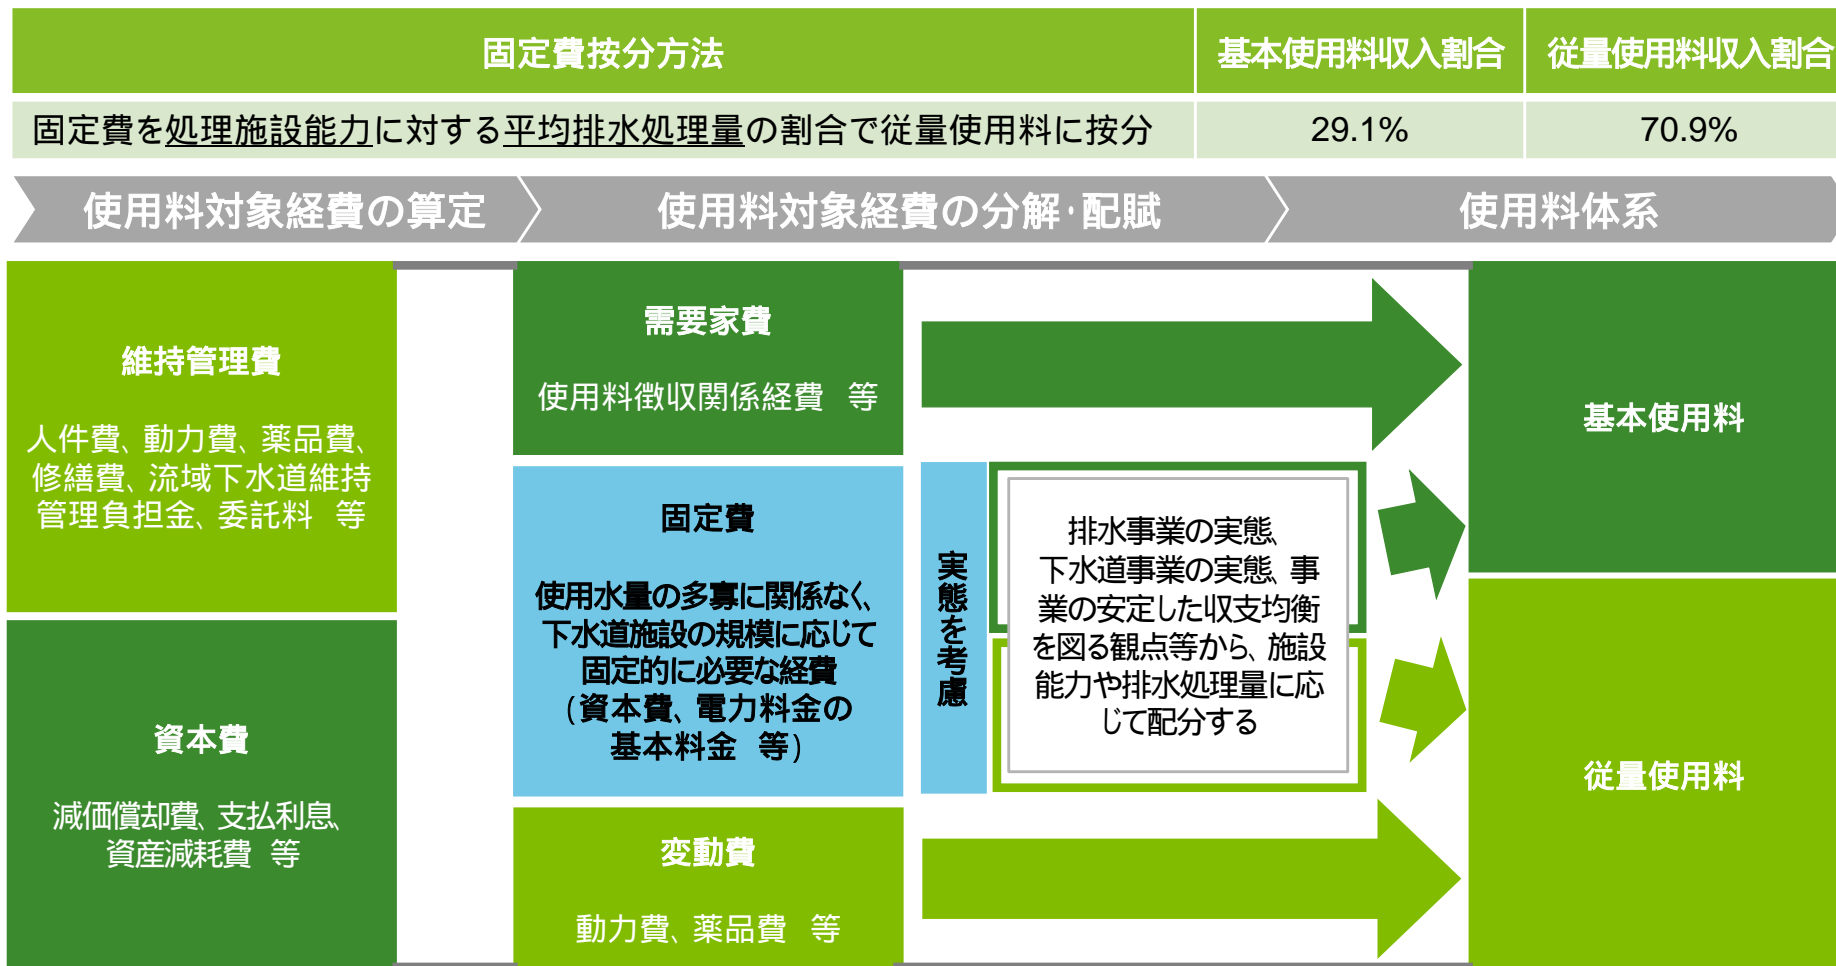 固定費按分方法
基本使用料収入割合
従量使用料収入割合
固定費を処理施設能力に対する平均排水処理量の割合で従量使用料に按分
29.1%
70.9%
使用料対象経費の算定
使用料対象経費の分解・配賦
使用料体系
維持管理費
人件費、動力費、薬品費、
修繕費、流域下水道維持
管理負担金、委託料 等
資本費
減価償却費、支払利息、
資産減耗費 等
需要家費
使用料徴収関係経費 等
固定費
使用水量の多寡に関係なく、
下水道施設の規模に応じて
固定的に必要な経費
(資本費、電力料金の
基本料金 等)
変動費
動力費、薬品費 等
実態を考慮
排水事業の実態、
下水道事業の実態、事
業の安定した収支均衡
を図る観点等から、施設
能力や排水処理量に応
じて配分する
基本使用料
従量使用料